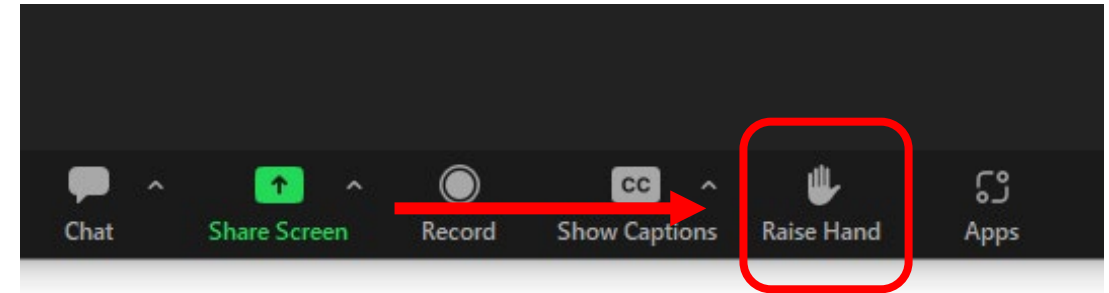 CC
Chat
Share Screen
Record
Show Captions
Raise Hand
Apps